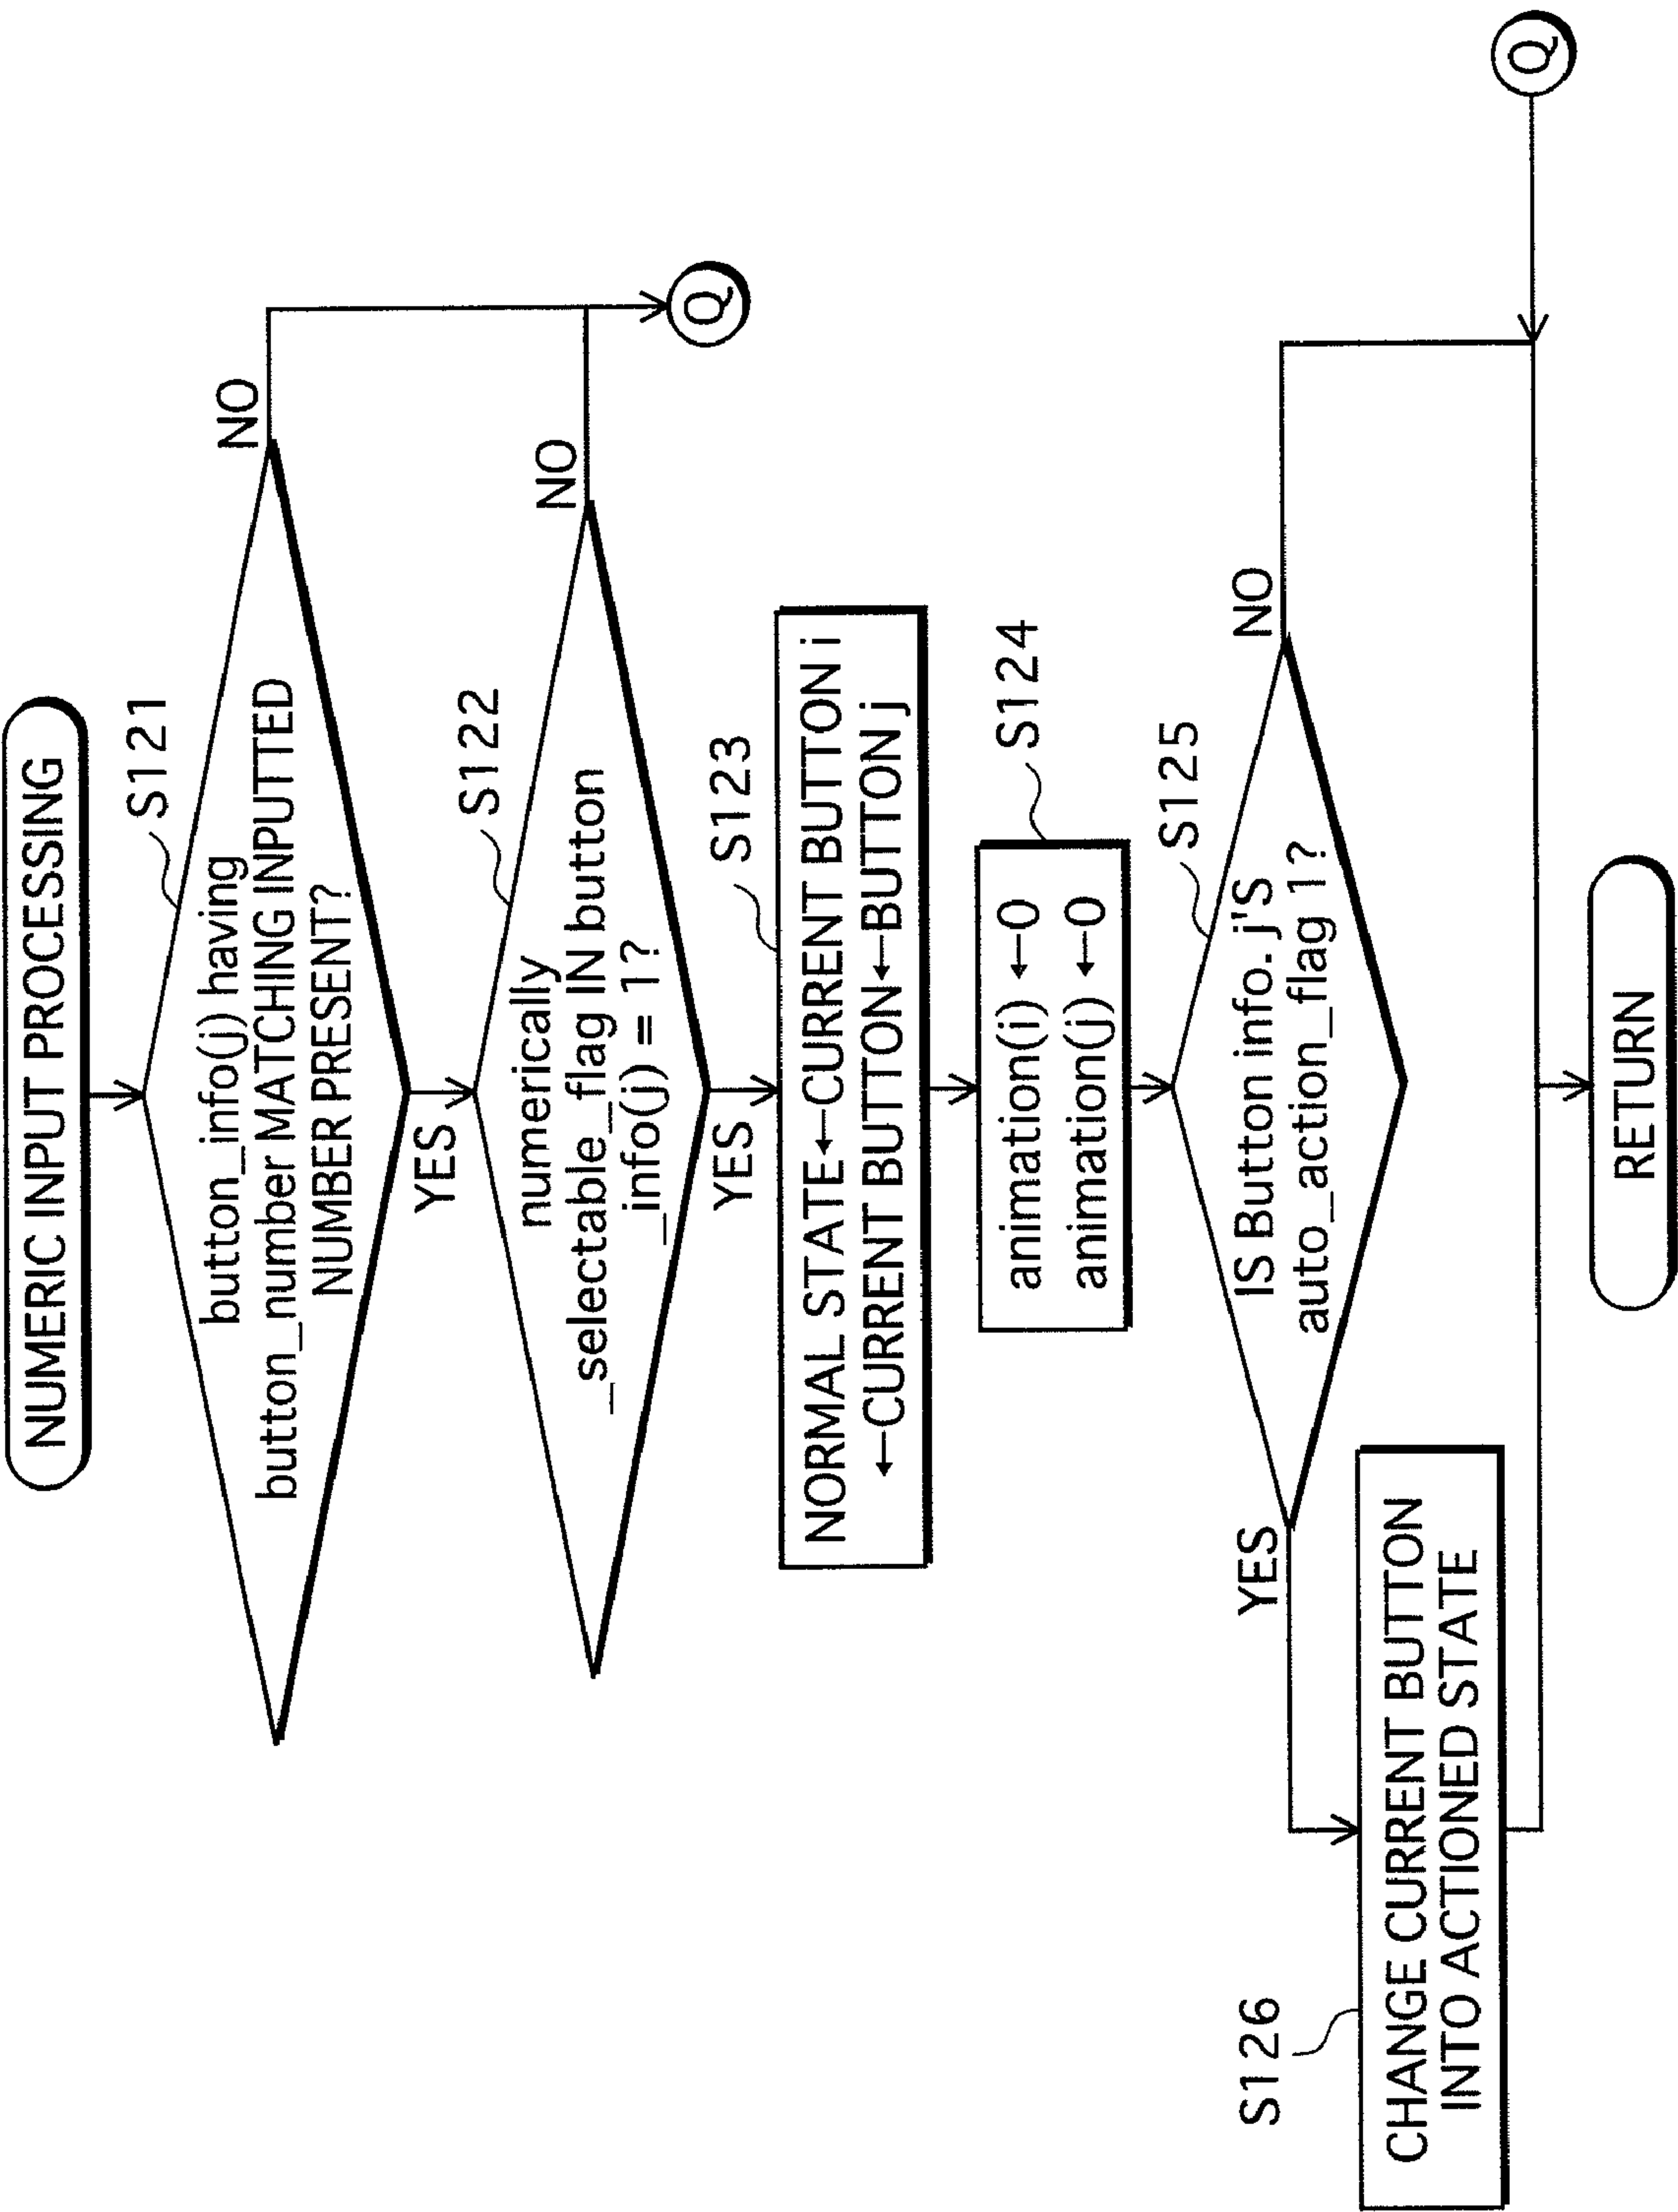 NUMERIC INPUT PROCESSING
S121
button_info(j) having
button_number MATCHING INPUTTED
NUMBER PRESENT?
NO
YES
S122
numerically
_selectable_flag IN button
_info(j) = 1?
NO
Q
YES
S123
NORMAL STATE←CURRENT BUTTON i
←CURRENT BUTTON←BUTTON j
S124
animation(i) ←0
animation(j) ←0
S125
IS Button info. j'S
auto_action_flag 1?
YES
NO
S126
CHANGE CURRENT BUTTON
INTO ACTIONED STATE
Q
RETURN